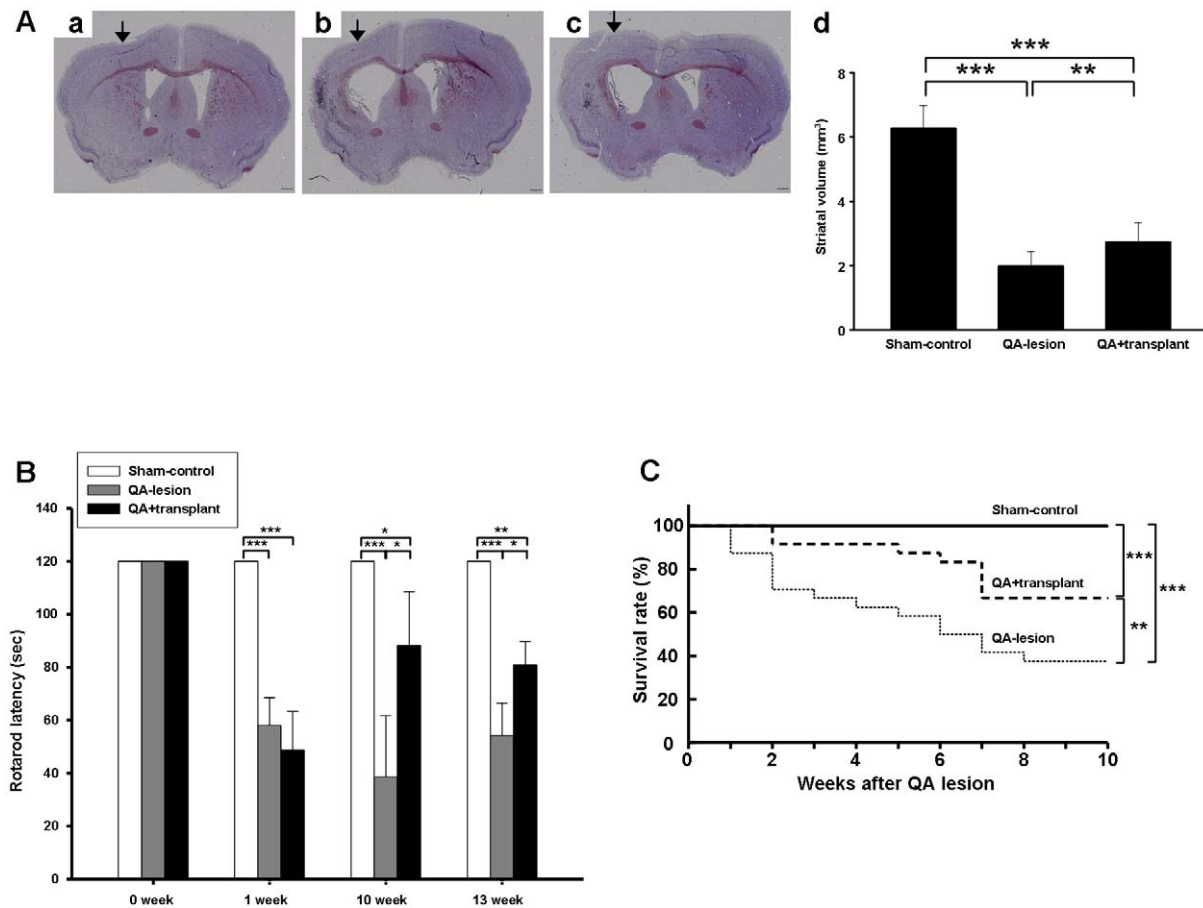 A
a
b
c
d
***
*** **
Striatal volume (mm³)
8
6
4
2
0
Sham-control QA-lesion QA+transplant
B
Sham-control
QA-lesion
QA+transplant
Rotarod latency (sec)
140
120
100
80
60
40
20
0
***
***
*
*** *
**
*** *
0 week 1 week 10 week 13 week
C
Survival rate (%)
100
80
60
40
20
0
Sham-control
QA+transplant
QA-lesion
***
***
**
0 2 4 6 8 10
Weeks after QA lesion